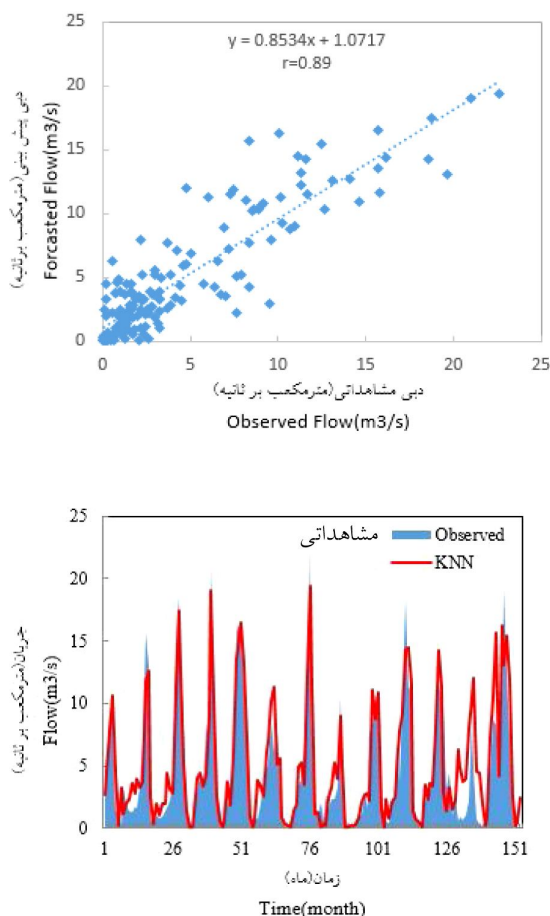 y = 0.8534x + 1.0717
r=0.89
دبی پیش بینی(مترمکعب برثانیه)
Forcasted Flow(m3/s)
25
20
15
10
5
0
0 5 10 15 20 25
دبی مشاهداتی(مترمکعب بر ثانیه)
Observed Flow(m3/s)
مشاهداتی
Observed
KNN
جریان(مترمکعب بر ثانیه)
Flow(m3/s)
25
20
15
10
5
0
1 26 51 76 101 126 151
زمان(ماه)
Time(month)